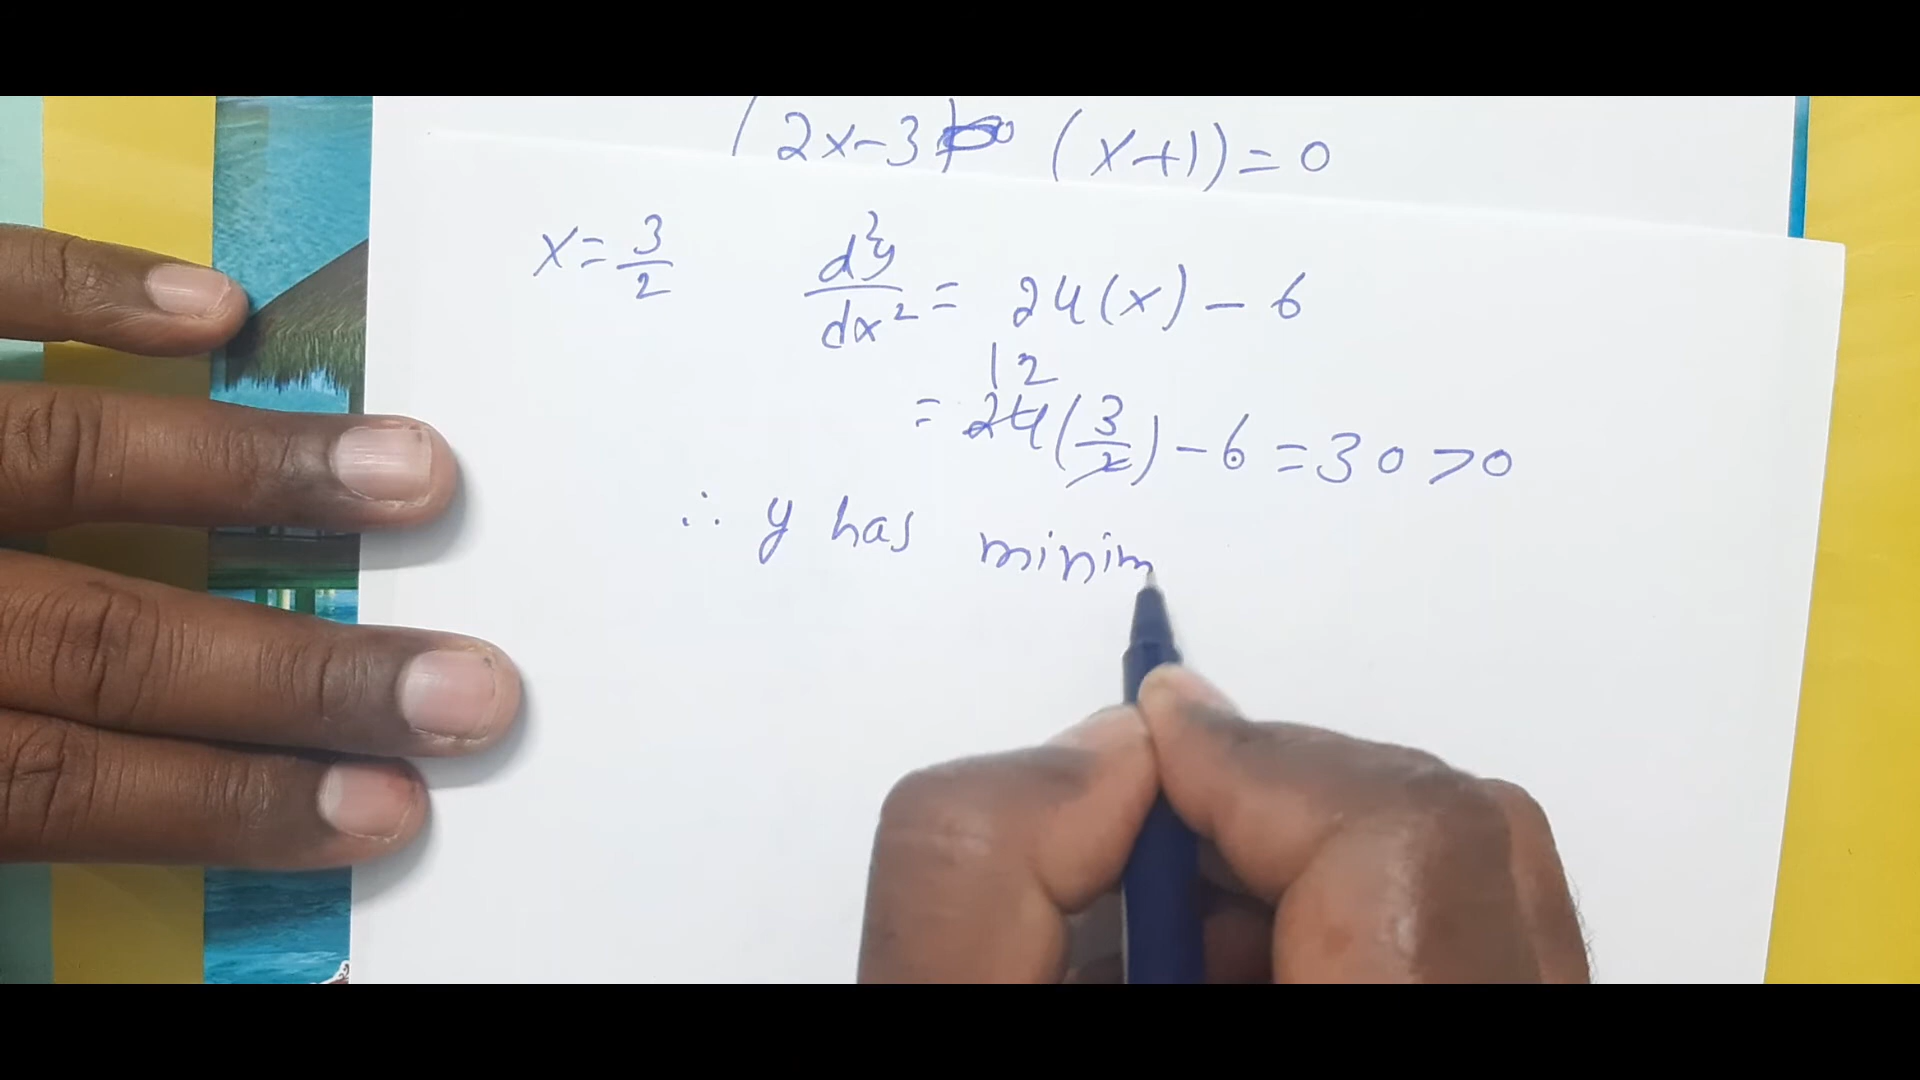 (2x-3) (x+1) = 0
x = 3/2 d²y/dx² = 24(x) - 6
12
= 24(3/2) - 6 = 30 > 0
∴ y has minim